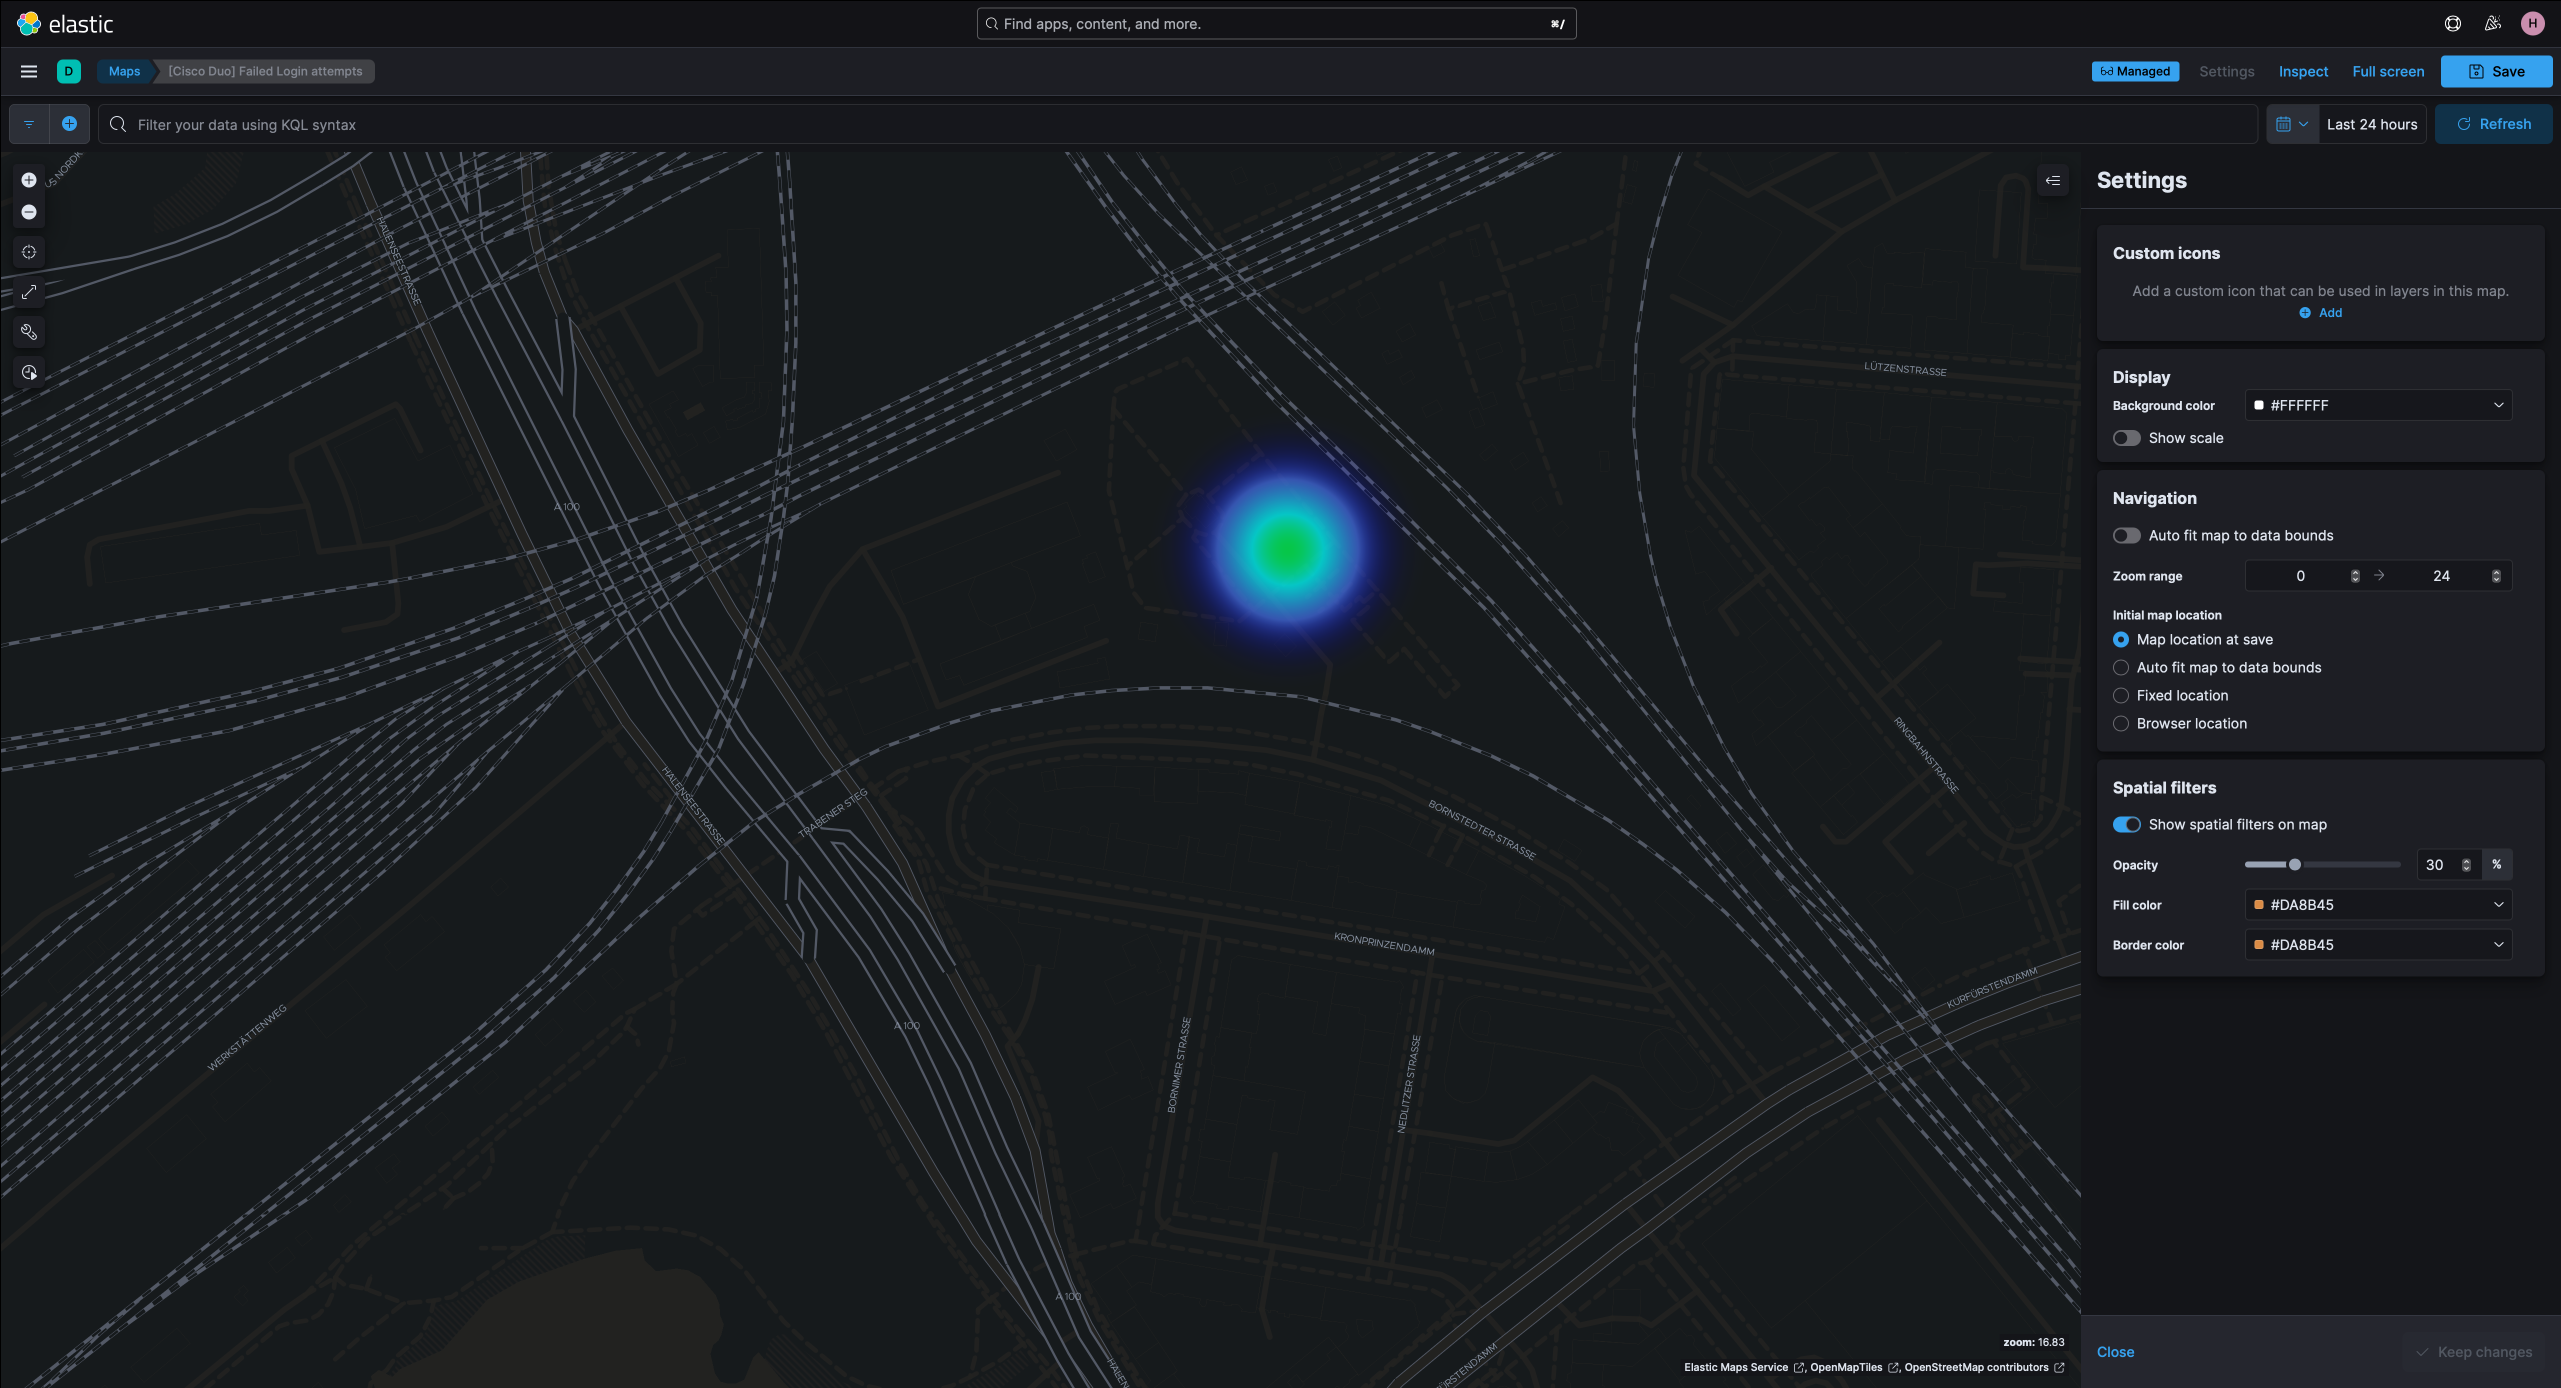 elastic
Find apps, content, and more.
⌘/
H
D
Maps
[Cisco Duo] Failed Login attempts
Managed
Settings
Inspect
Full screen
Save
Filter your data using KQL syntax
Last 24 hours
Refresh
HALENSEESTRASSE
LÜTZENSTRASSE
A 100
RINGBAHNSTRASSE
HALENSEESTRASSE
TRABENER STEG
BORNSTEDTER STRASSE
KRONPRINZENDAMM
KURFÜRSTENDAMM
WERKSTÄTTENWEG
A 100
BORNIMER STRASSE
NEDLITZER STRASSE
A 100
HALEN
ÜRSTENDAMM
zoom: 16.83
Elastic Maps Service , OpenMapTiles , OpenStreetMap contributors
Settings
Custom icons
Add a custom icon that can be used in layers in this map.
Add
Display
Background color
#FFFFFF
Show scale
Navigation
Auto fit map to data bounds
Zoom range
0 → 24
Initial map location
Map location at save
Auto fit map to data bounds
Fixed location
Browser location
Spatial filters
Show spatial filters on map
Opacity
30 %
Fill color
#DA8B45
Border color
#DA8B45
Close
Keep changes